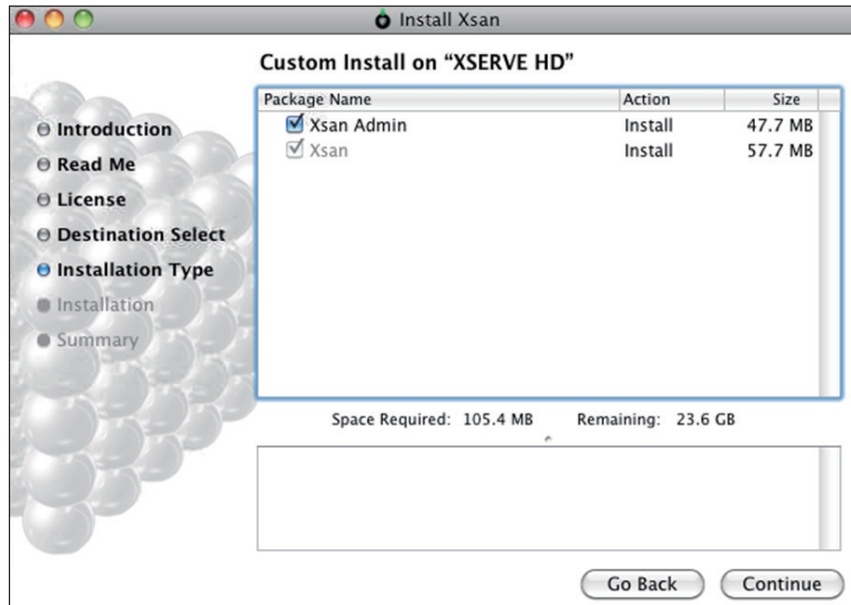 Install Xsan
Custom Install on “XSERVE HD”
Introduction
Read Me
License
Destination Select
Installation Type
Installation
Summary
Package Name Action Size
Xsan Admin Install 47.7 MB
Xsan Install 57.7 MB
Space Required: 105.4 MB Remaining: 23.6 GB
Go Back Continue